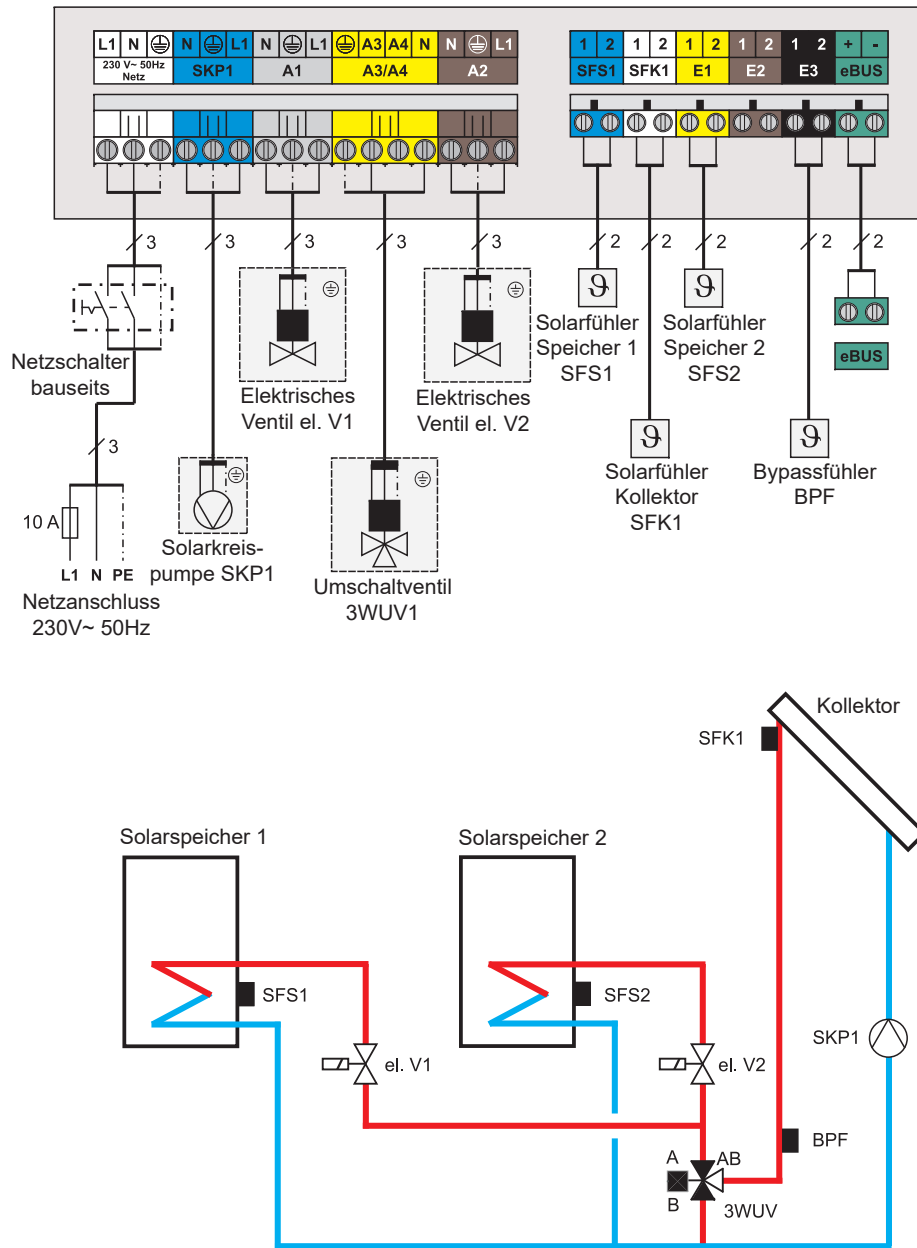 L1 N N L1 N L1 A3 A4 N N L1
230 V~ 50Hz
Netz
SKP1 A1 A3/A4 A2
1 2 1 2 1 2 1 2 1 2 + -
SFS1 SFK1 E1 E2 E3 eBUS
3 3 3 3 3 2 2 2 2 2
Netzschalter
bauseits
3
10 A
L1 N PE
Netzanschluss
230V~ 50Hz
Solarkreis-
pumpe SKP1
Elektrisches
Ventil el. V1
Umschaltventil
3WUV1
Elektrisches
Ventil el. V2
ϑ
Solarfühler
Speicher 1
SFS1
ϑ
Solarfühler
Kollektor
SFK1
ϑ
Solarfühler
Speicher 2
SFS2
ϑ
Bypassfühler
BPF
eBUS
Kollektor
SFK1
Solarspeicher 1
Solarspeicher 2
SFS1
SFS2
SKP1
el. V1
el. V2
BPF
A AB
B
3WUV